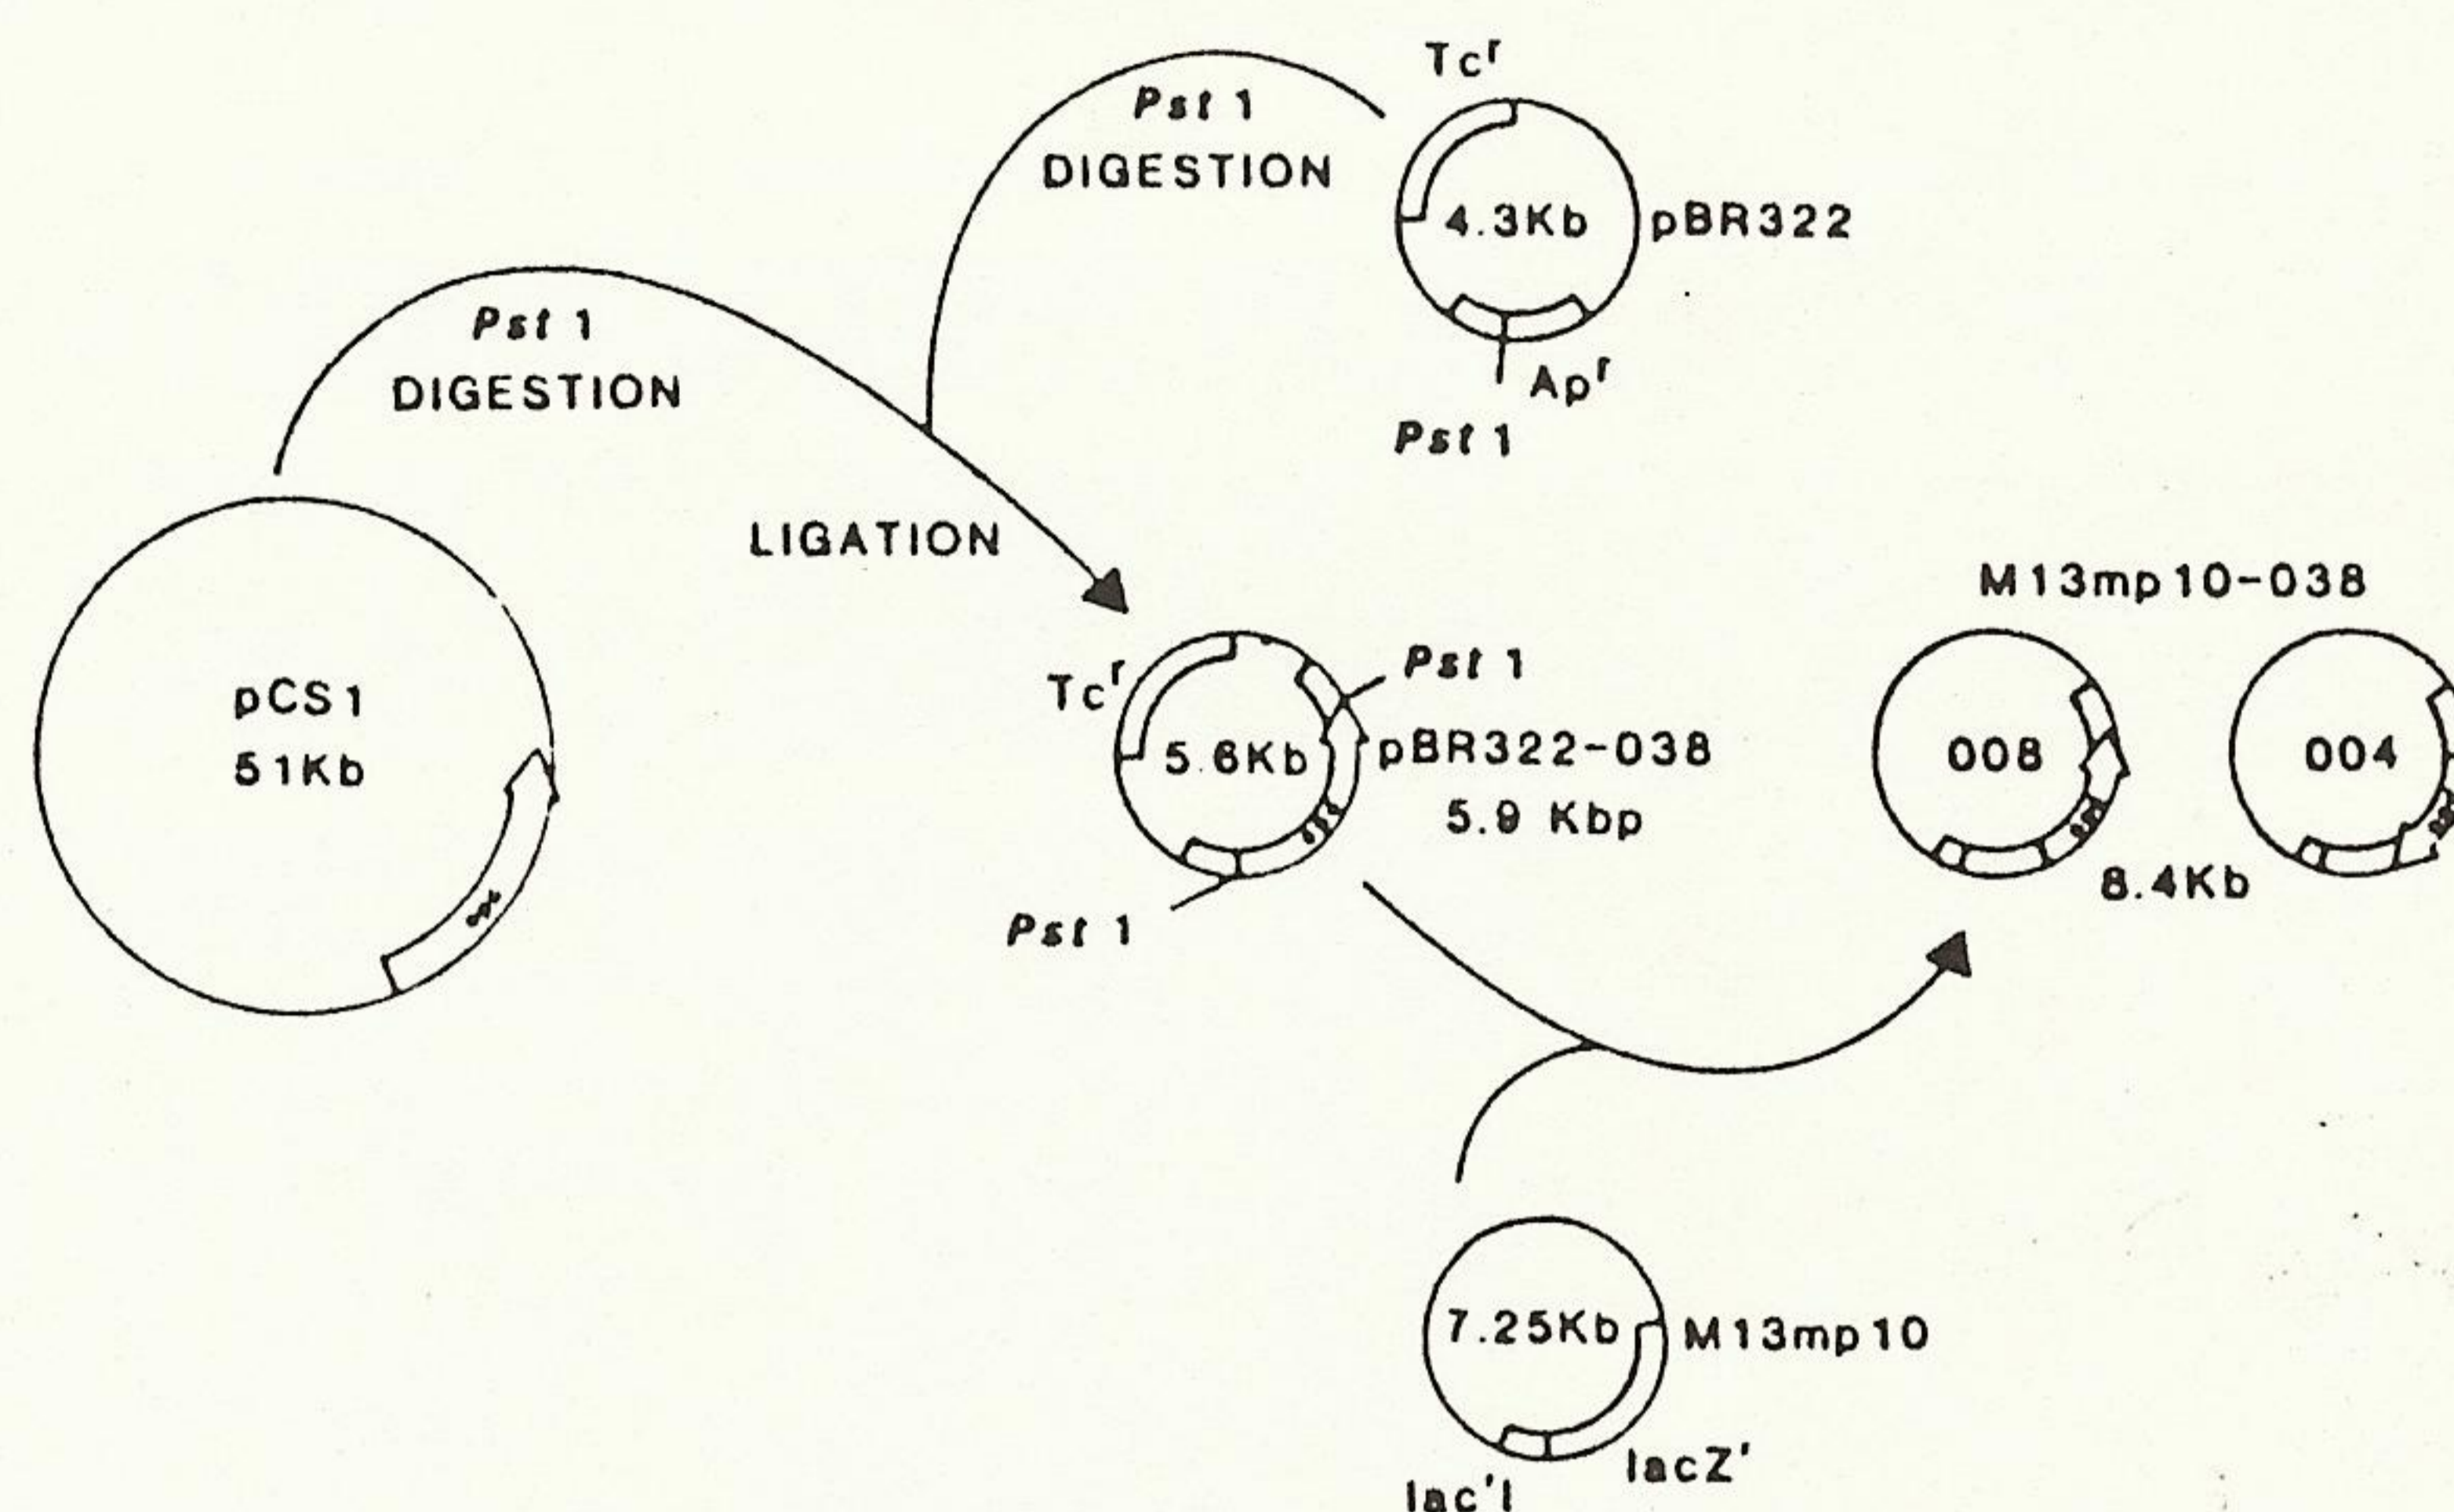 Tcʳ
Pst 1
DIGESTION
4.3Kb
pBR322
Apʳ
Pst 1
Pst 1
DIGESTION
LIGATION
pCS1
51Kb
Tcʳ
Pst 1
5.6Kb
pBR322-038
5.9 Kbp
Pst 1
M13mp10-038
008
004
8.4Kb
7.25Kb
M13mp10
lacZ'
lac'I